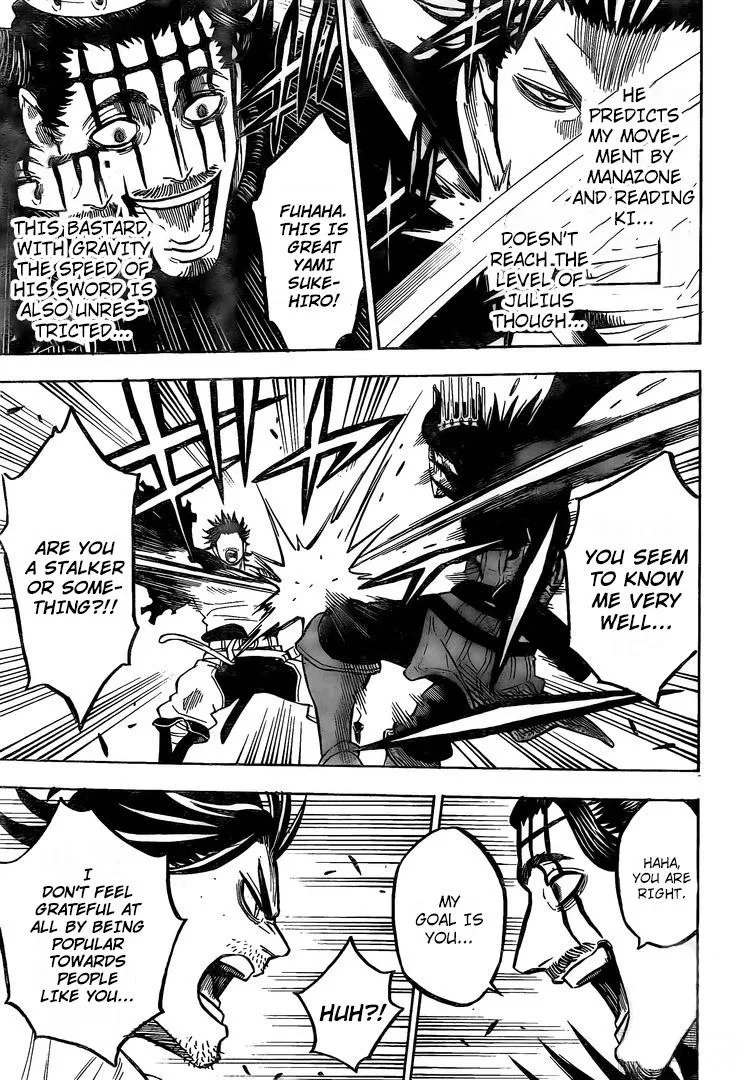 HE
PREDICTS
MY MOVE-
MENT BY
MANAZONE
AND READING
KI...
DOESN'T
REACH THE
LEVEL OF
JULIUS
THOUGH...
FUHAHA.
THIS IS
GREAT
YAMI
SUKE-
HIRO!
THIS BASTARD,
WITH GRAVITY
THE SPEED OF
HIS SWORD IS
ALSO UNRES-
TRICTED...
YOU SEEM
TO KNOW
ME VERY
WELL...
ARE YOU
A STALKER
OR SOME-
THING?!!
HAHA,
YOU ARE
RIGHT.
MY
GOAL IS
YOU...
HUH?!
I
DON'T FEEL
GRATEFUL AT
ALL BY BEING
POPULAR
TOWARDS
PEOPLE
LIKE YOU...